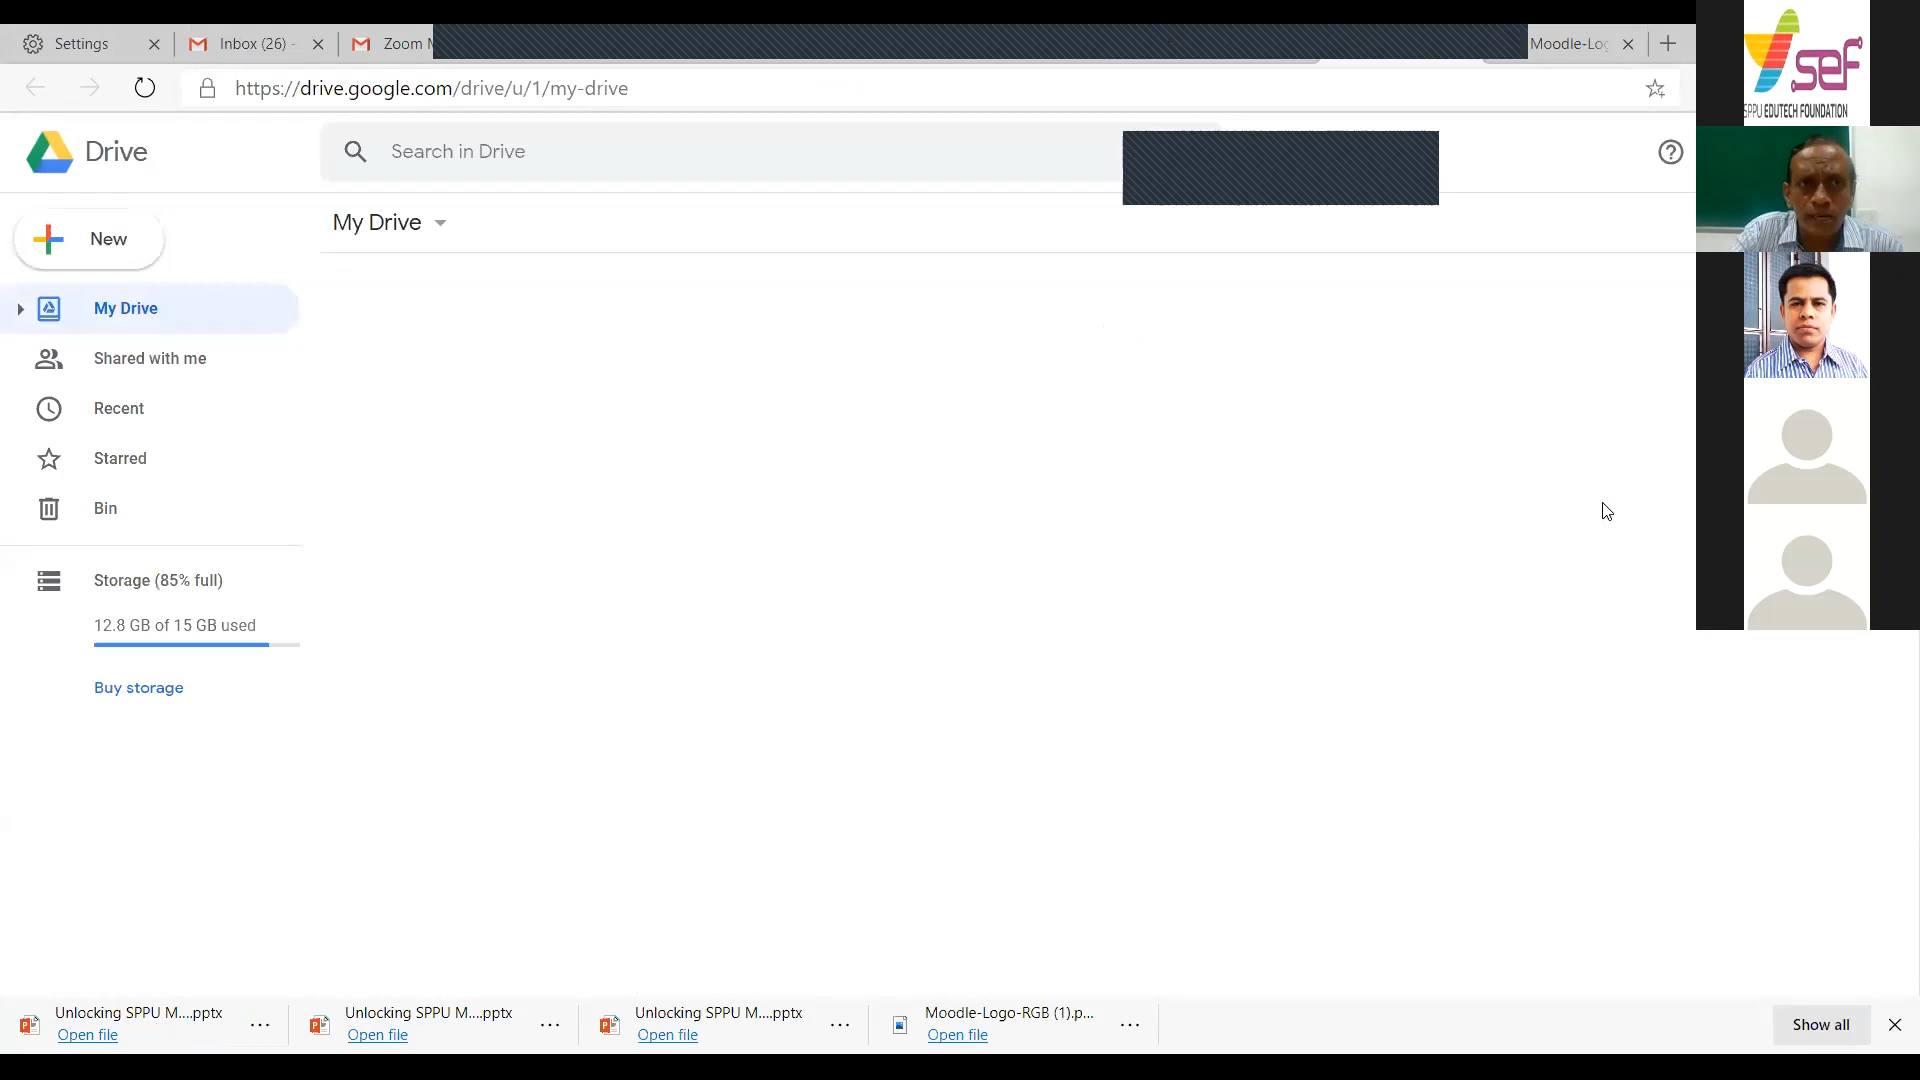 Settings
Inbox (26) -
Zoom M
Moodle-Log
https://drive.google.com/drive/u/1/my-drive
sef
SPPU EDUTECH FOUNDATION
Drive
Search in Drive
New
My Drive
My Drive
Shared with me
Recent
Starred
Bin
Storage (85% full)
12.8 GB of 15 GB used
Buy storage
Unlocking SPPU M....pptx
Open file
Unlocking SPPU M....pptx
Open file
Unlocking SPPU M....pptx
Open file
Moodle-Logo-RGB (1).p...
Open file
Show all